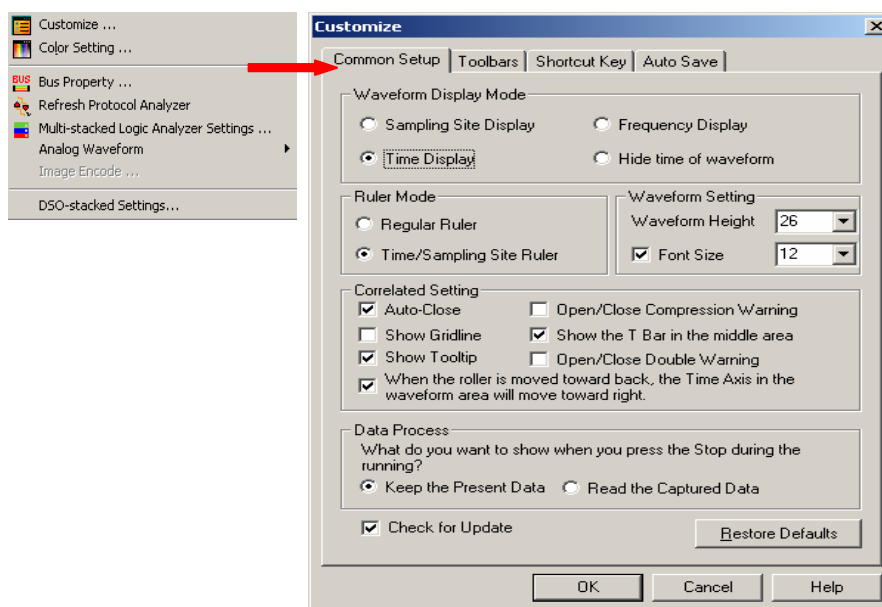 Customize ...
Color Setting ...
BUS Bus Property ...
Refresh Protocol Analyzer
Multi-stacked Logic Analyzer Settings ...
Analog Waveform
Image Encode ...
DSO-stacked Settings...
Customize
Common Setup Toolbars Shortcut Key Auto Save
Waveform Display Mode
Sampling Site Display Frequency Display
Time Display Hide time of waveform
Ruler Mode
Regular Ruler
Time/Sampling Site Ruler
Waveform Setting
Waveform Height 26
Font Size 12
Correlated Setting
Auto-Close Open/Close Compression Warning
Show Gridline Show the T Bar in the middle area
Show Tooltip Open/Close Double Warning
When the roller is moved toward back, the Time Axis in the
waveform area will move toward right.
Data Process
What do you want to show when you press the Stop during the
running?
Keep the Present Data Read the Captured Data
Check for Update Restore Defaults
OK Cancel Help